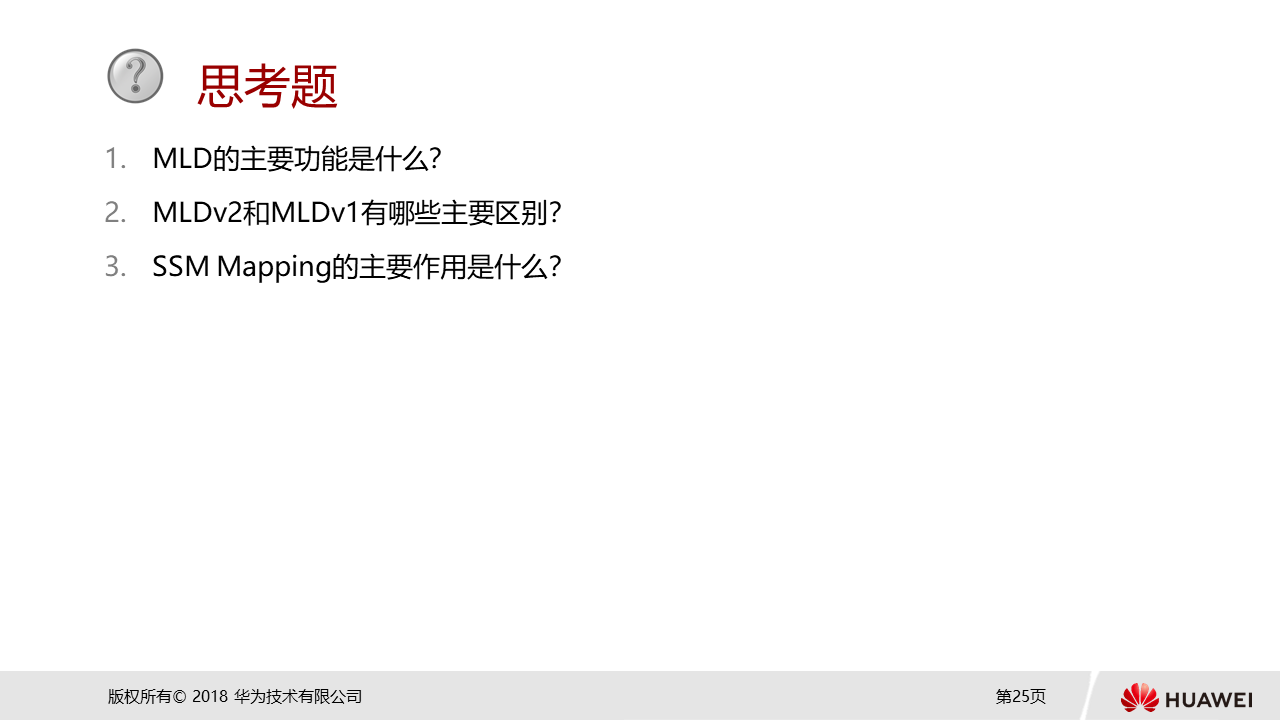 思考题
1. MLD的主要功能是什么?
2. MLDv2和MLDv1有哪些主要区别?
3. SSM Mapping的主要作用是什么?
版权所有© 2018 华为技术有限公司
第25页
HUAWEI